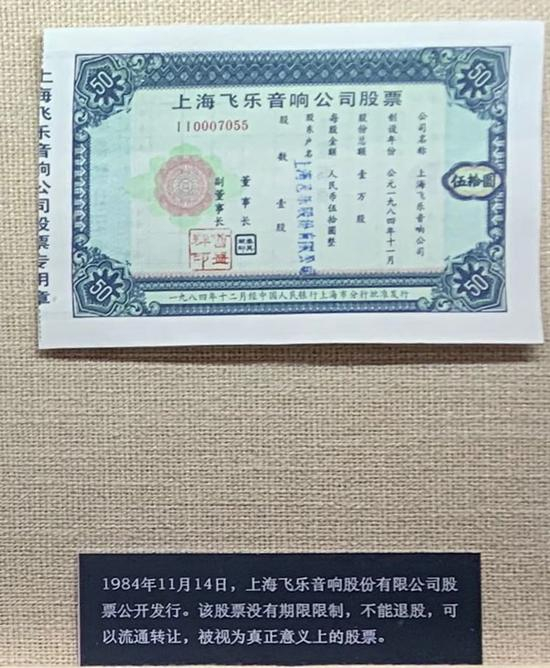 上海飞乐音响公司股票专用章
50
50
上海飞乐音响公司股票
110007055
公司名称 上海飞乐音响公司
创设年份 公元一九八四年十一月
股份总额 壹万股
每股金额 人民币伍拾圆整
股东户名
股数 壹股
董事长
副董事长
伍拾圆
50
50
一九八四年十二月经中国人民银行上海市分行批准发行
1984年11月14日，上海飞乐音响股份有限公司股
票公开发行。该股票没有期限限制，不能退股，可
以流通转让，被视为真正意义上的股票。